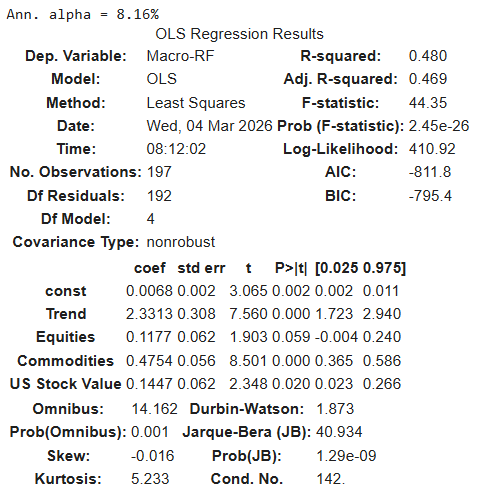 Ann. alpha = 8.16%
OLS Regression Results
Dep. Variable: Macro-RF R-squared: 0.480
Model: OLS Adj. R-squared: 0.469
Method: Least Squares F-statistic: 44.35
Date: Wed, 04 Mar 2026 Prob (F-statistic): 2.45e-26
Time: 08:12:02 Log-Likelihood: 410.92
No. Observations: 197 AIC: -811.8
Df Residuals: 192 BIC: -795.4
Df Model: 4
Covariance Type: nonrobust
coef std err t P>|t| [0.025 0.975]
const 0.0068 0.002 3.065 0.002 0.002 0.011
Trend 2.3313 0.308 7.560 0.000 1.723 2.940
Equities 0.1177 0.062 1.903 0.059 -0.004 0.240
Commodities 0.4754 0.056 8.501 0.000 0.365 0.586
US Stock Value 0.1447 0.062 2.348 0.020 0.023 0.266
Omnibus: 14.162 Durbin-Watson: 1.873
Prob(Omnibus): 0.001 Jarque-Bera (JB): 40.934
Skew: -0.016 Prob(JB): 1.29e-09
Kurtosis: 5.233 Cond. No. 142.